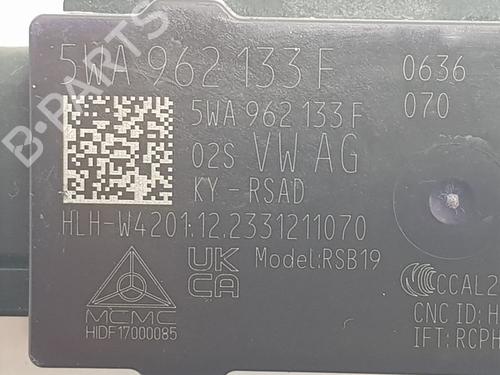 5WA 962 133 F
0636
070
5WA 962 133 F
02S VW AG
KY - RSAD
HLH-W4201:12.2331211070
UK
CA
Model:RSB19
MCMC
HIDF17000085
CCAL2
CNC ID: H
IFT: RCPH
B-PARTS